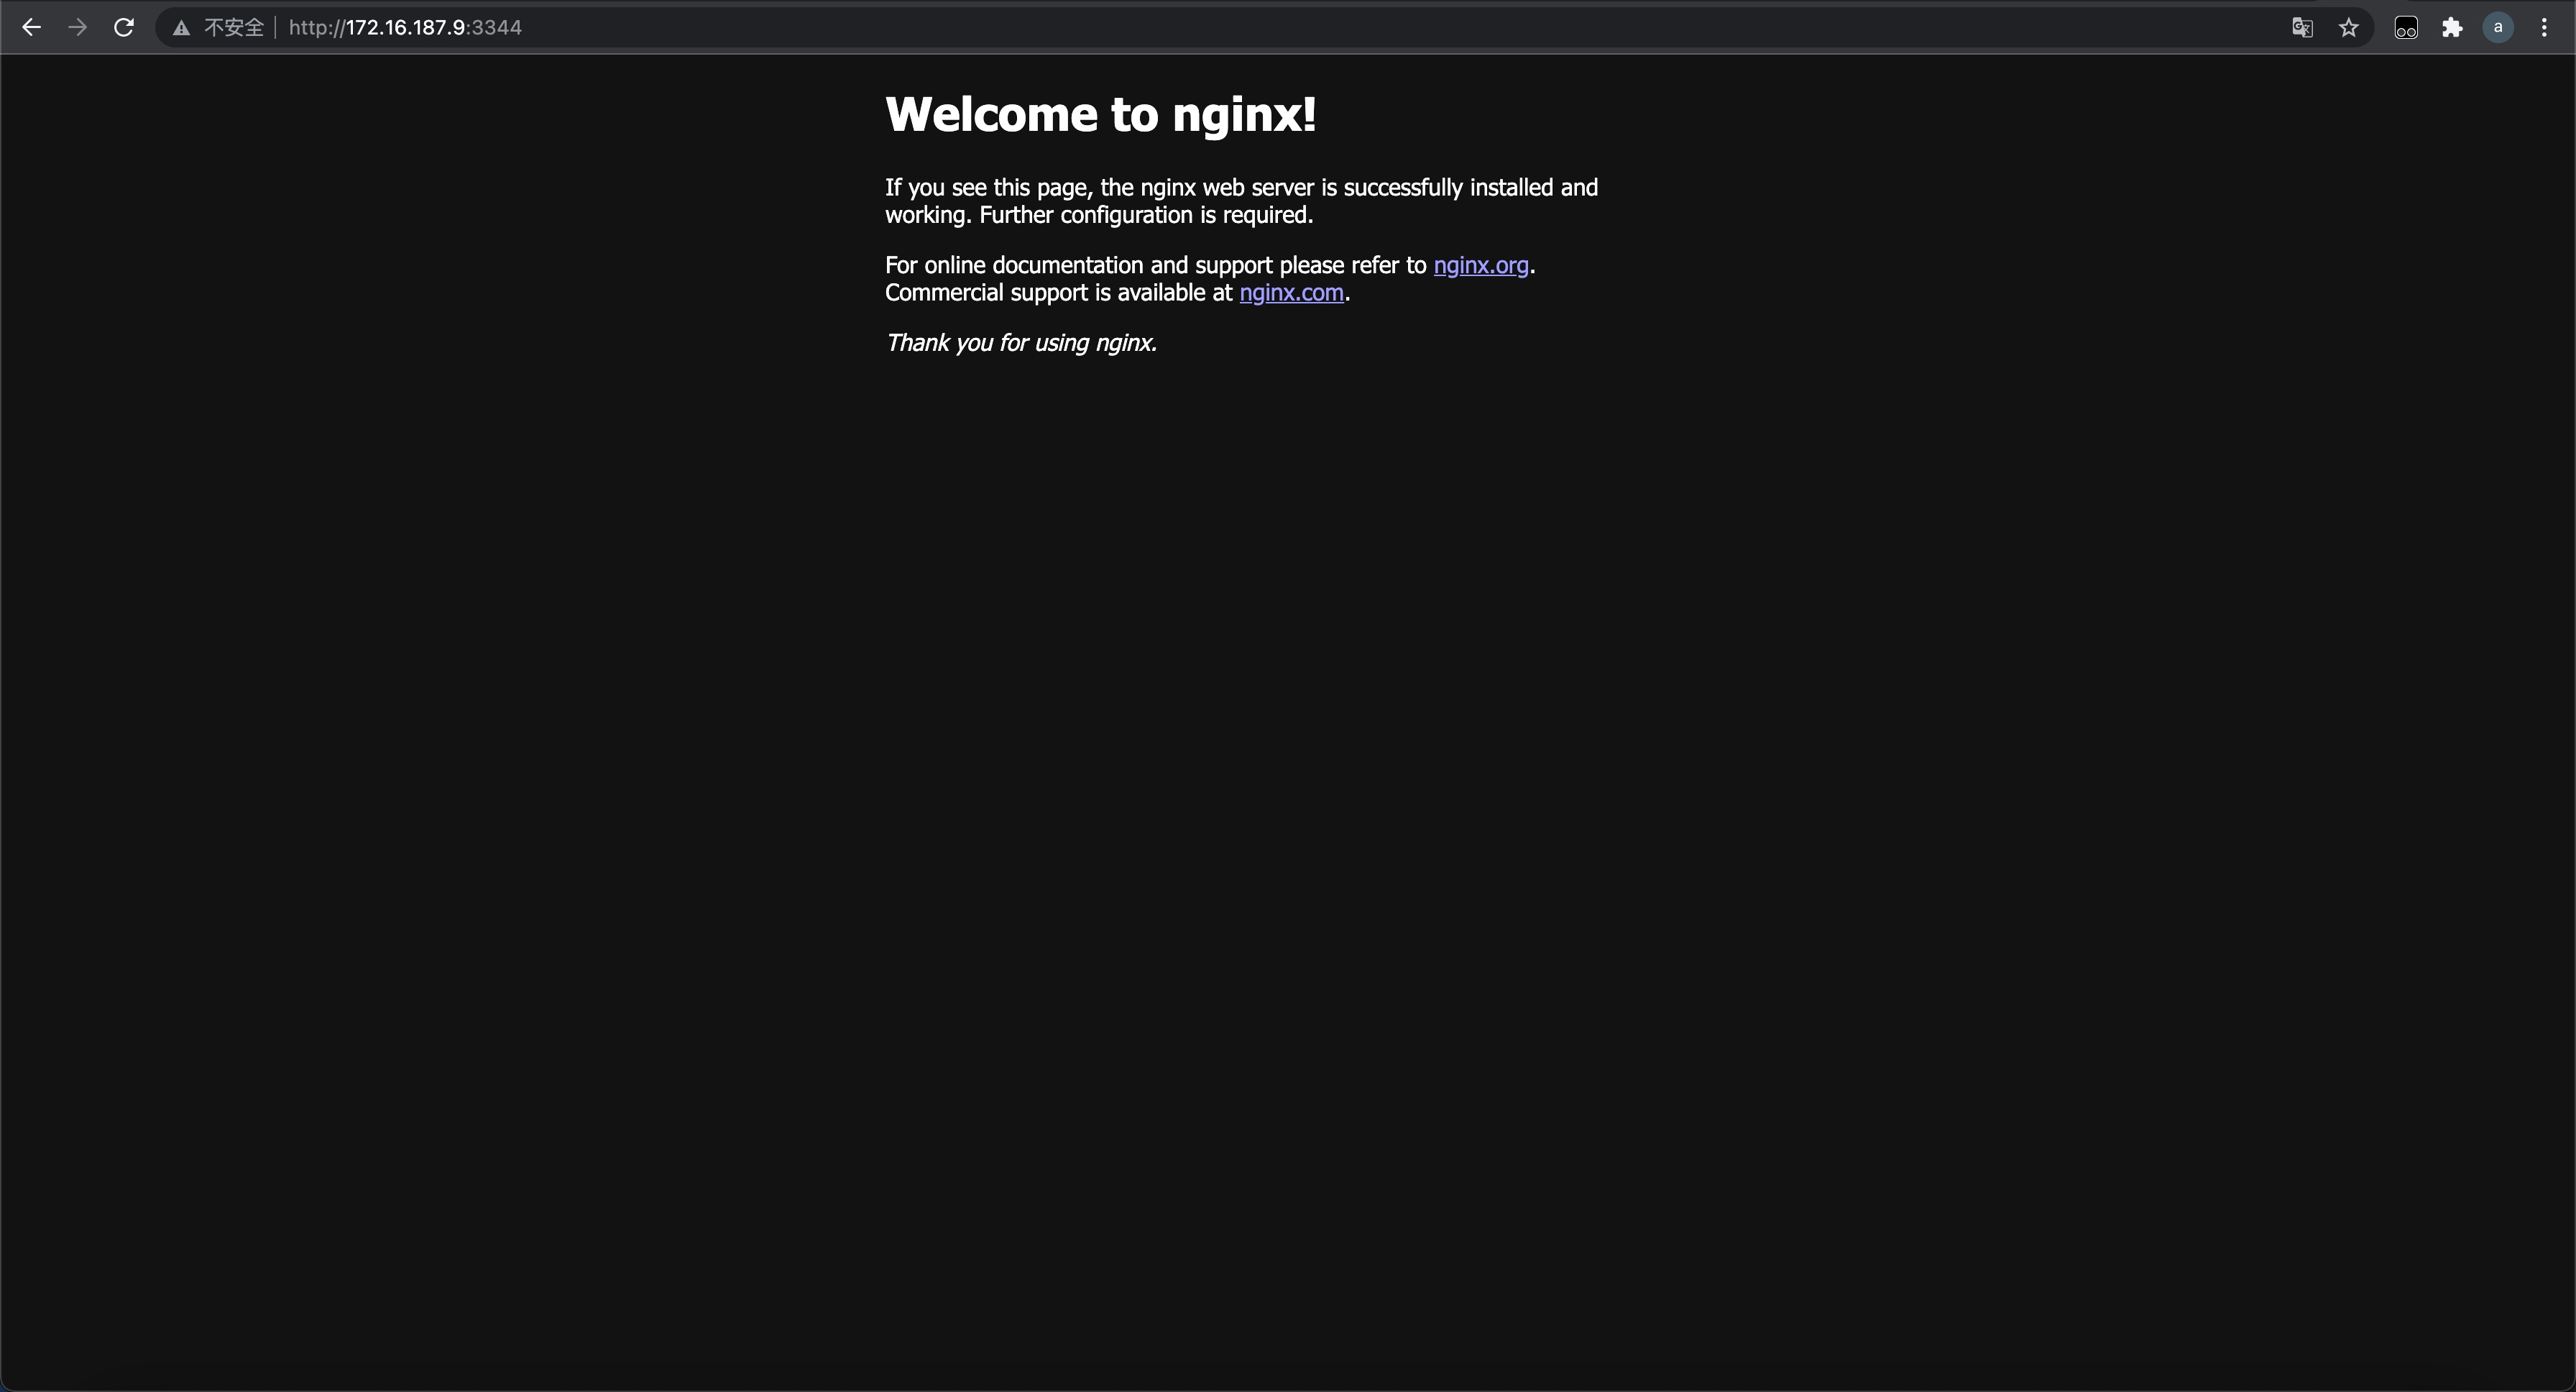 不安全 http://172.16.187.9:3344
a
Welcome to nginx!
If you see this page, the nginx web server is successfully installed and
working. Further configuration is required.
For online documentation and support please refer to nginx.org.
Commercial support is available at nginx.com.
Thank you for using nginx.